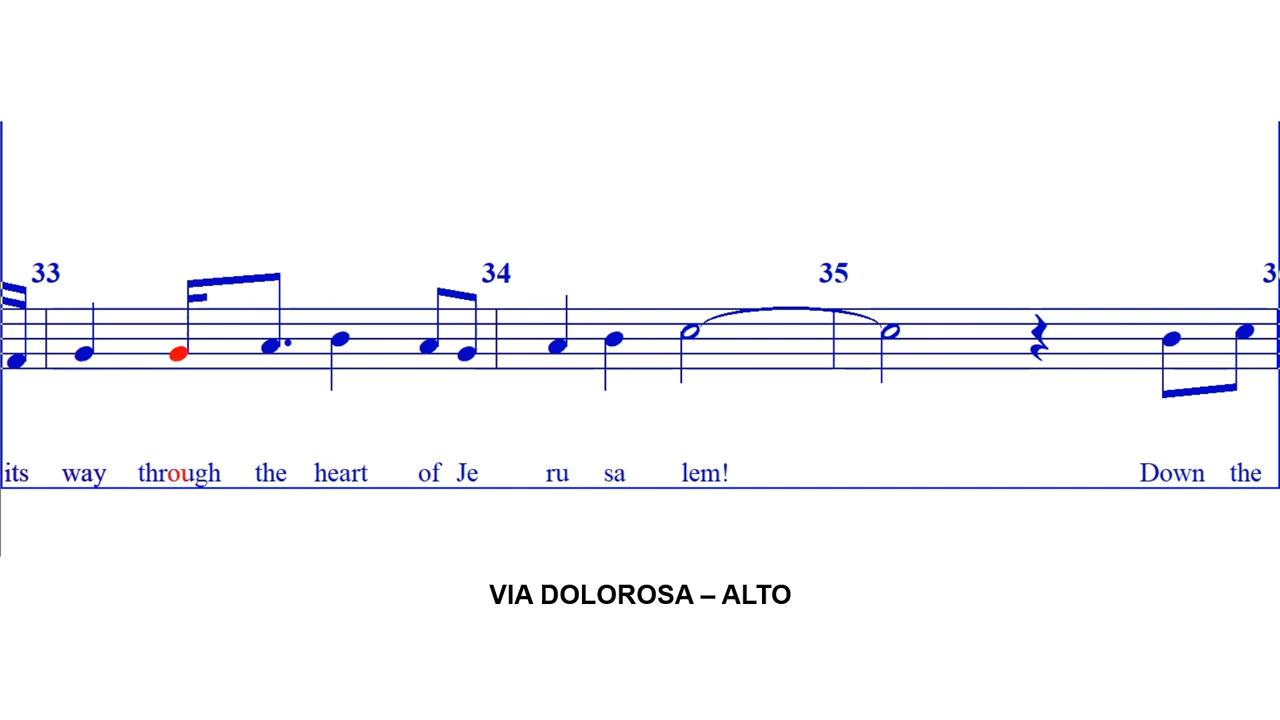 33 34 35
its way through the heart of Je ru sa lem! Down the
VIA DOLOROSA – ALTO